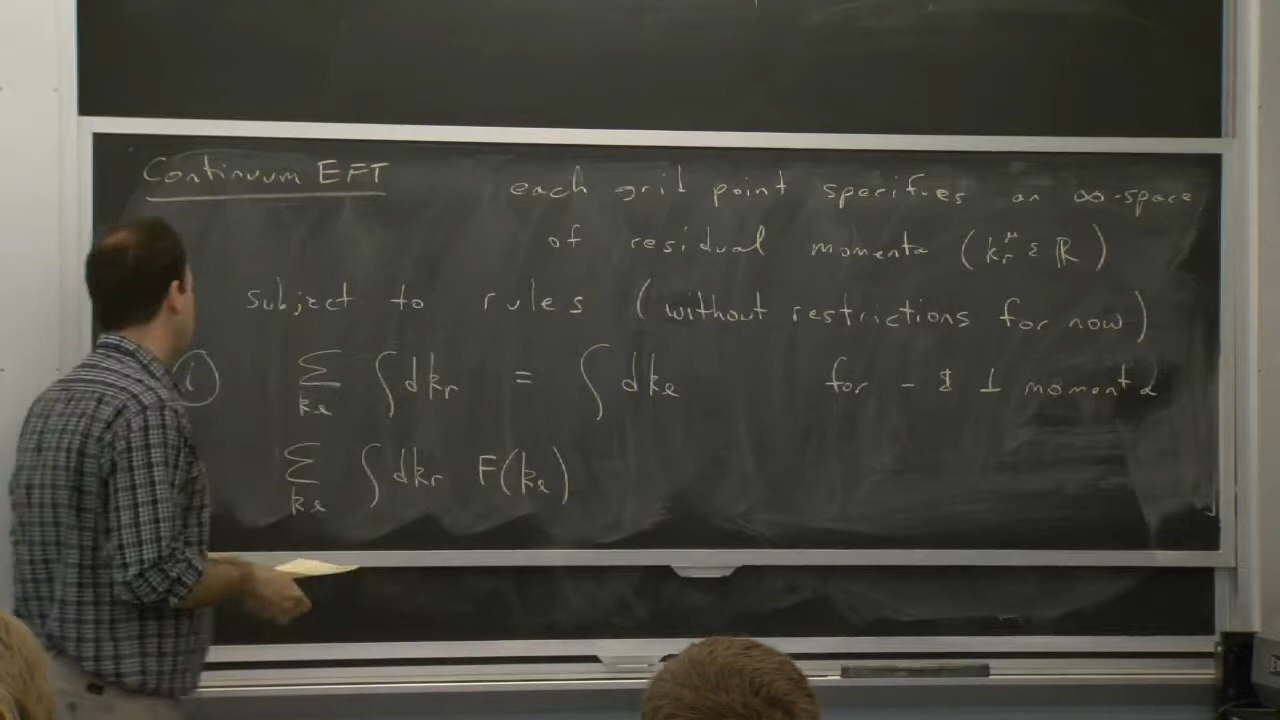 Continuum EFT
each grid point specifies an ∞-space
of residual momenta (k_r^μ ε ℝ)
subject to rules (without restrictions for now)
(i) Σ_{k_ℓ} ∫dk_r = ∫dk_ℓ for - & ⊥ momenta
Σ_{k_ℓ} ∫dk_r F(k_ℓ)